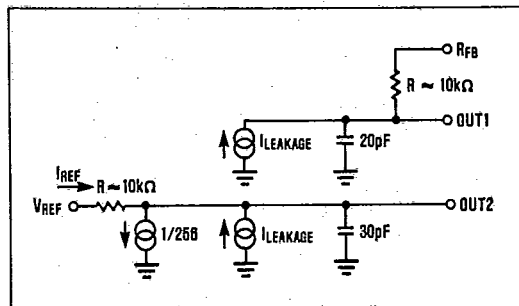 RFB
R ≈ 10kΩ
OUT1
ILEAKAGE
20pF
IREF
R ≈ 10kΩ
VREF
OUT2
1/256
ILEAKAGE
30pF